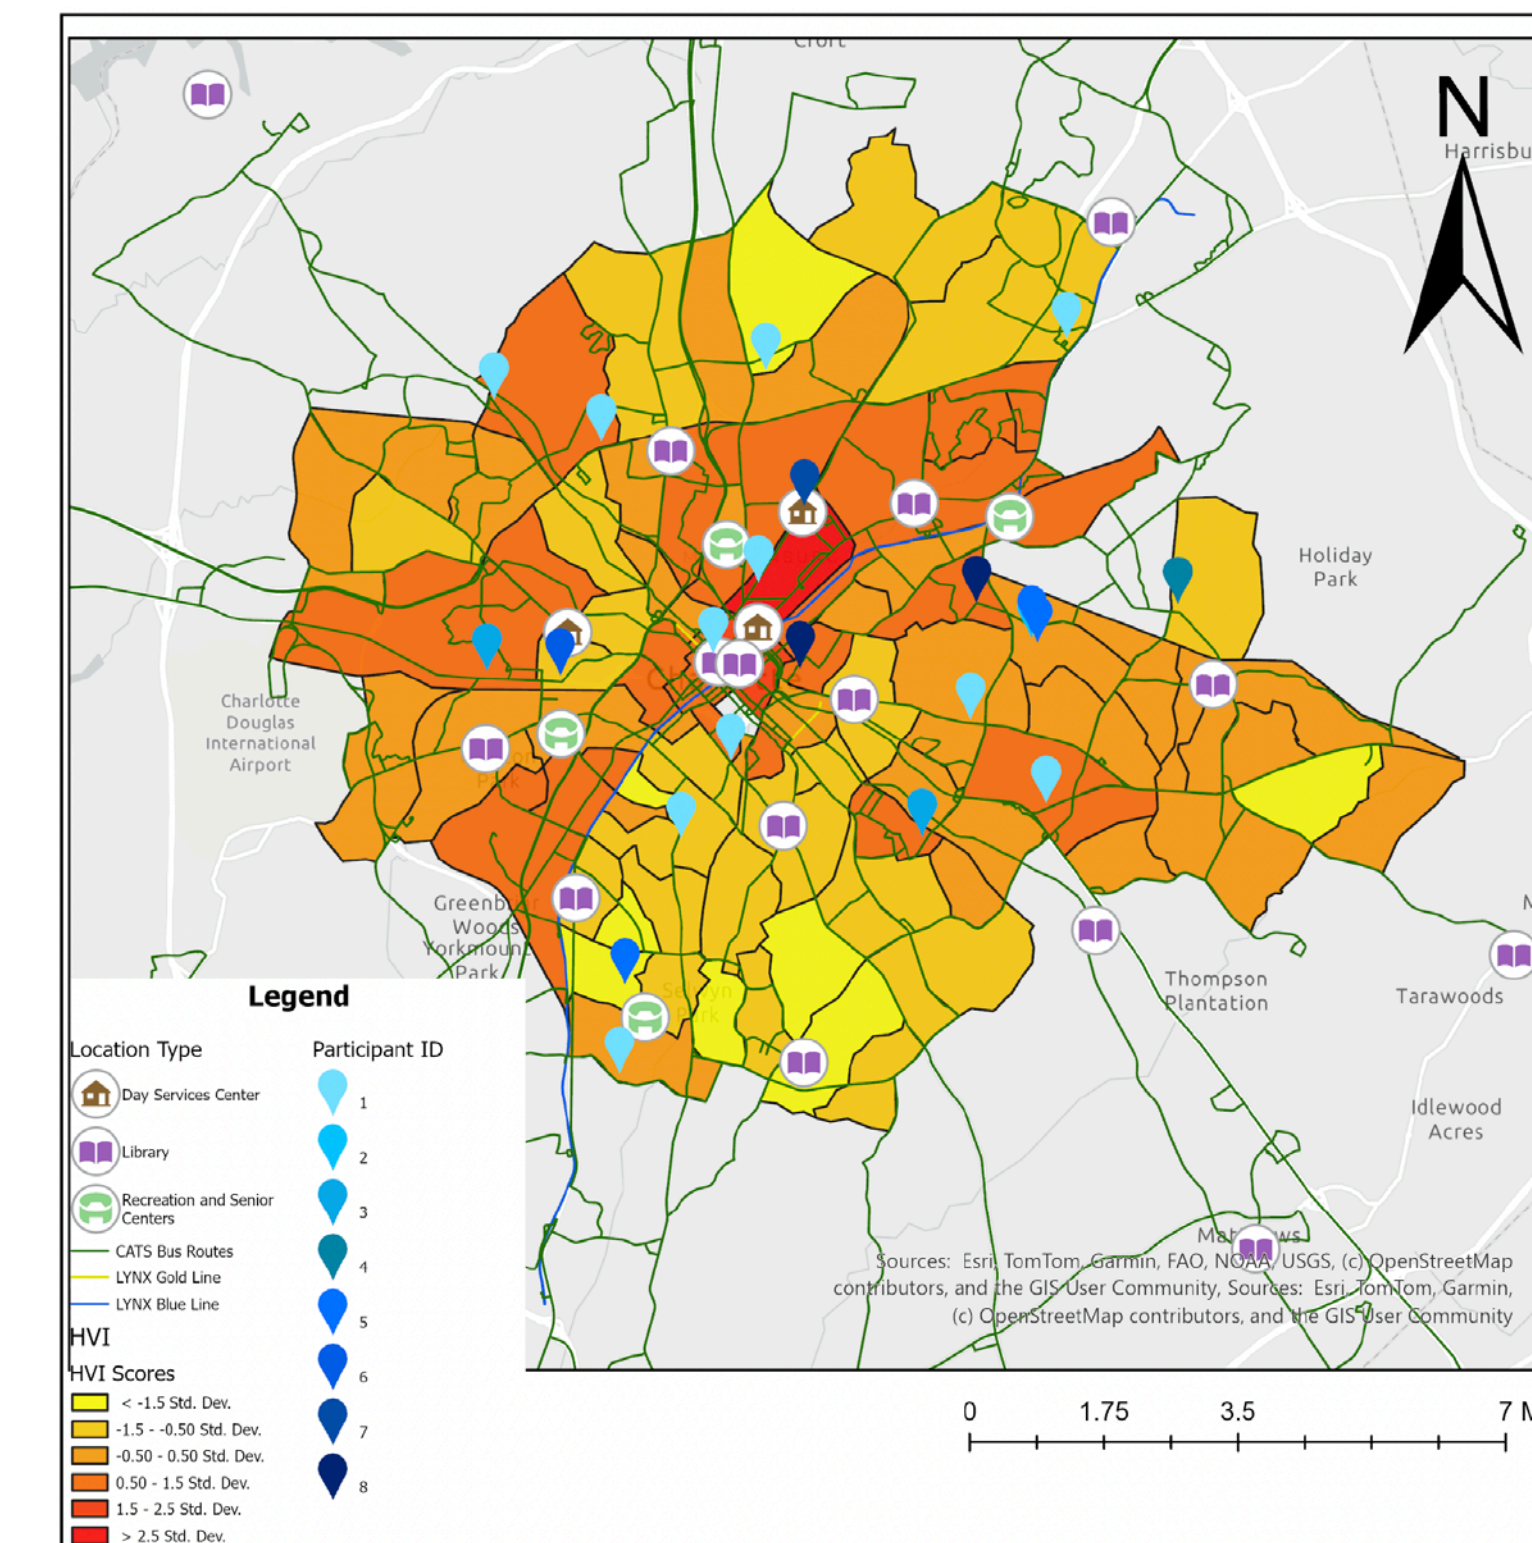 Croft
N
Harrisbu
Holiday
Park
Charlotte
Douglas
International
Airport
Park
Greenbriar
Woods
Yorkmount
Park
Selwyn
Park
Thompson
Plantation
Tarawoods
M
Idlewood
Acres
Matthews
Sources: Esri, TomTom, Garmin, FAO, NOAA, USGS, (c) OpenStreetMap
contributors, and the GIS User Community, Sources: Esri, TomTom, Garmin,
(c) OpenStreetMap contributors, and the GIS User Community
Legend
Location Type
Day Services Center
Library
Recreation and Senior
Centers
CATS Bus Routes
LYNX Gold Line
LYNX Blue Line
HVI
HVI Scores
< -1.5 Std. Dev.
-1.5 - -0.50 Std. Dev.
-0.50 - 0.50 Std. Dev.
0.50 - 1.5 Std. Dev.
1.5 - 2.5 Std. Dev.
> 2.5 Std. Dev.
Participant ID
1
2
3
4
5
6
7
8
0 1.75 3.5 7 M